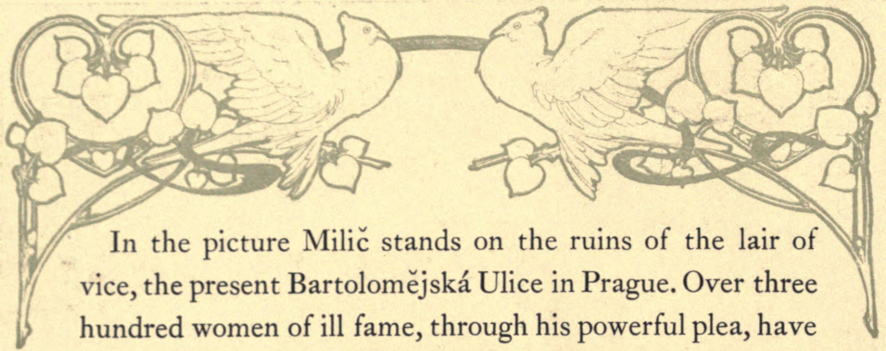 In the picture Milič stands on the ruins of the lair of
vice, the present Bartolomějská Ulice in Prague. Over three
hundred women of ill fame, through his powerful plea, have